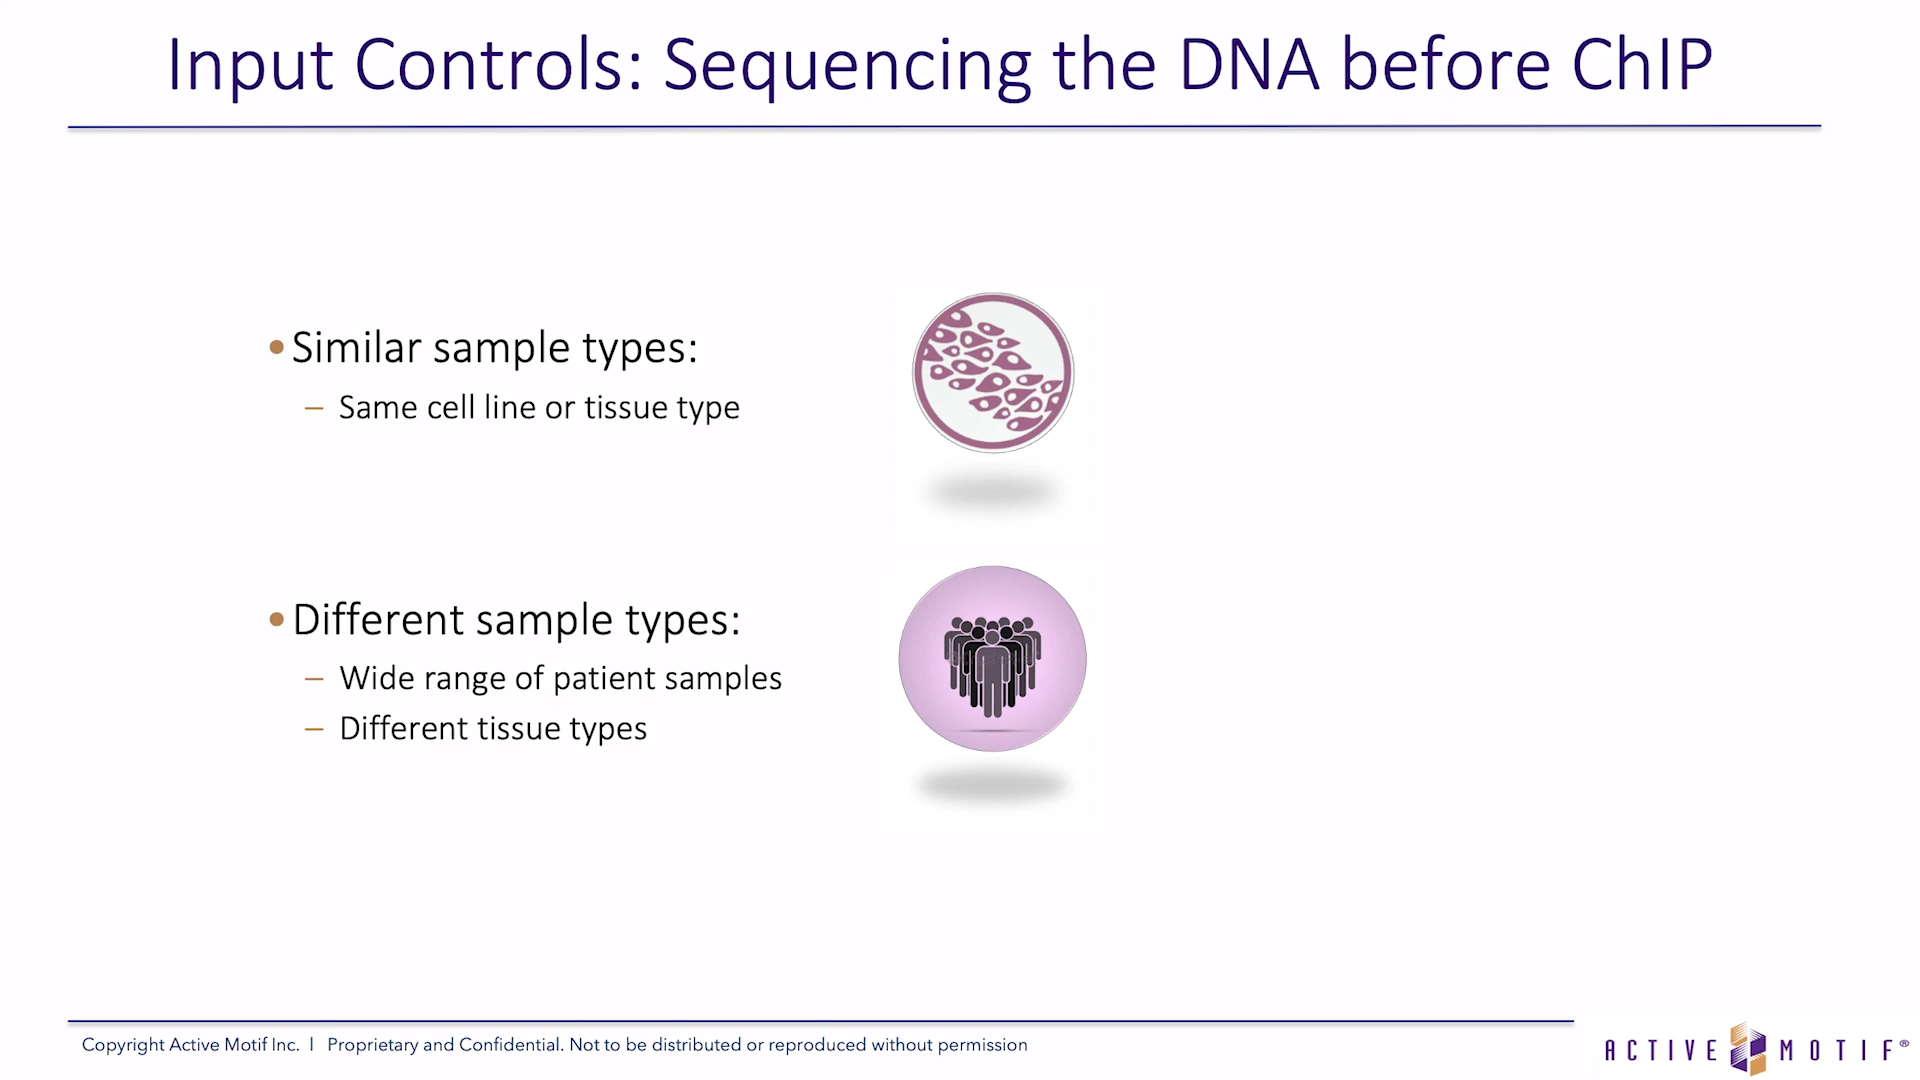 Input Controls: Sequencing the DNA before ChIP
• Similar sample types:
– Same cell line or tissue type
• Different sample types:
– Wide range of patient samples
– Different tissue types
Copyright Active Motif Inc. | Proprietary and Confidential. Not to be distributed or reproduced without permission
ACTIVE MOTIF®